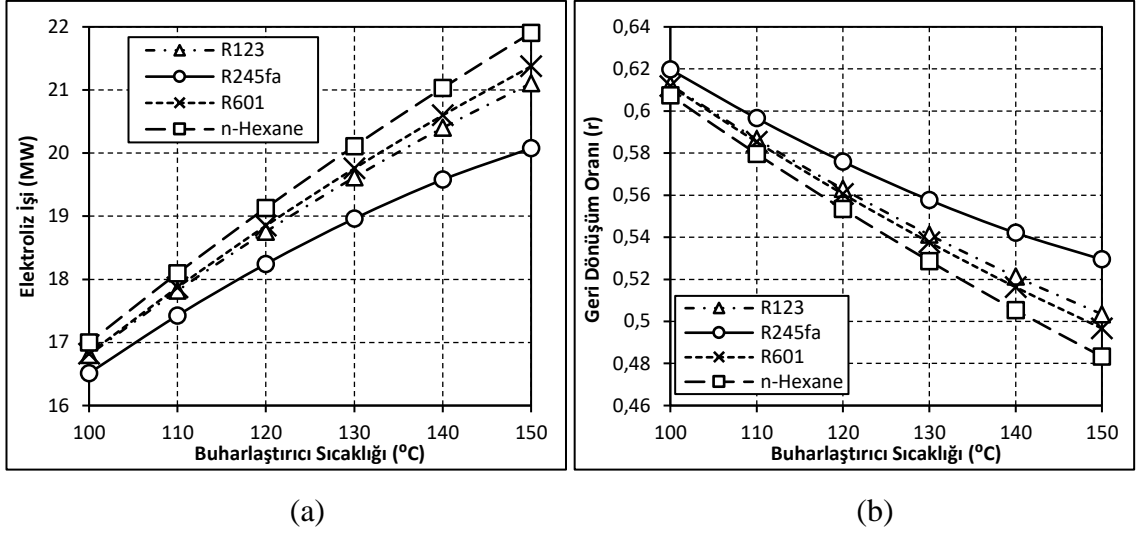 22
21
20
19
18
17
16
Elektroliz İşi (MW)
R123
R245fa
R601
n-Hexane
100 110 120 130 140 150
Buharlaştırıcı Sıcaklığı (°C)
(a)
0,64
0,62
0,6
0,58
0,56
0,54
0,52
0,5
0,48
0,46
Geri Dönüşüm Oranı (r)
R123
R245fa
R601
n-Hexane
100 110 120 130 140 150
Buharlaştırıcı Sıcaklığı (°C)
(b)